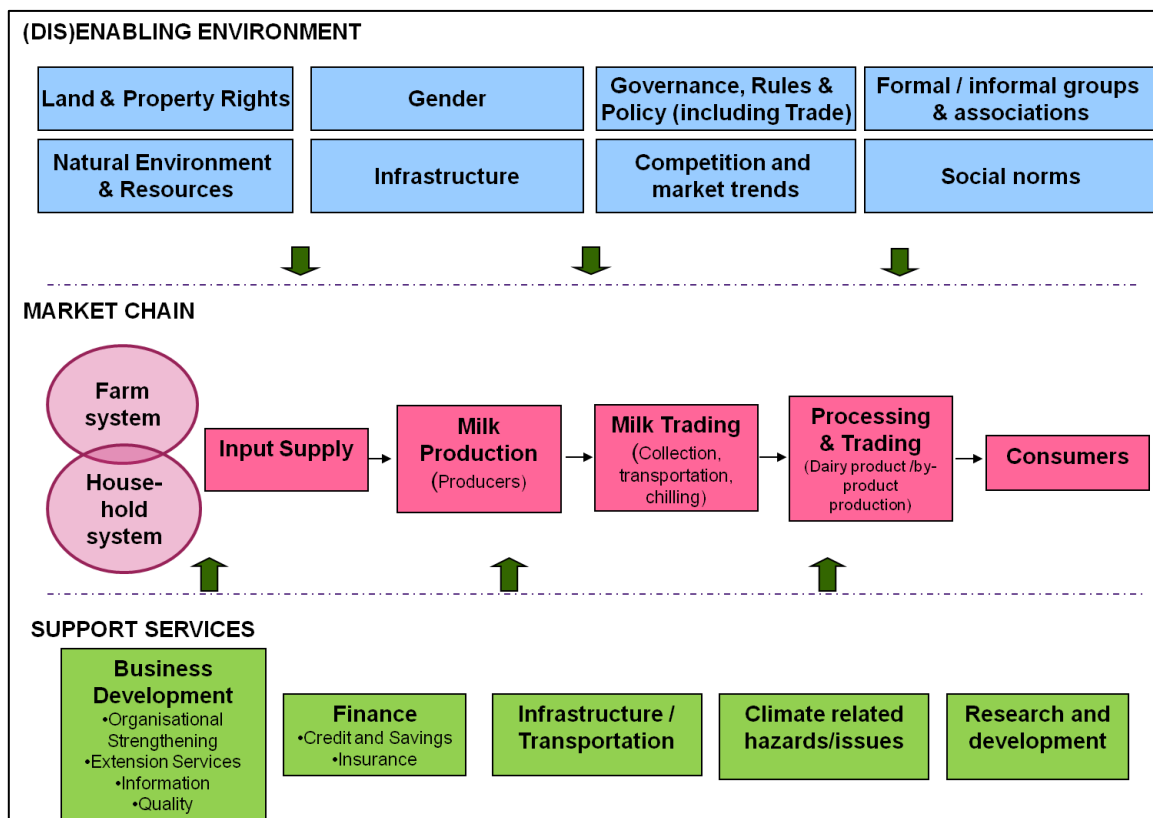 (DIS)ENABLING ENVIRONMENT
Land & Property Rights
Gender
Governance, Rules &
Policy (including Trade)
Formal / informal groups
& associations
Natural Environment
& Resources
Infrastructure
Competition and
market trends
Social norms
MARKET CHAIN
Farm
system
House-
hold
system
Input Supply
Milk
Production
(Producers)
Milk Trading
(Collection,
transportation,
chilling)
Processing
& Trading
(Dairy product /by-
product
production)
Consumers
SUPPORT SERVICES
Business
Development
•Organisational
Strengthening
•Extension Services
•Information
•Quality
Finance
•Credit and Savings
•Insurance
Infrastructure /
Transportation
Climate related
hazards/issues
Research and
development